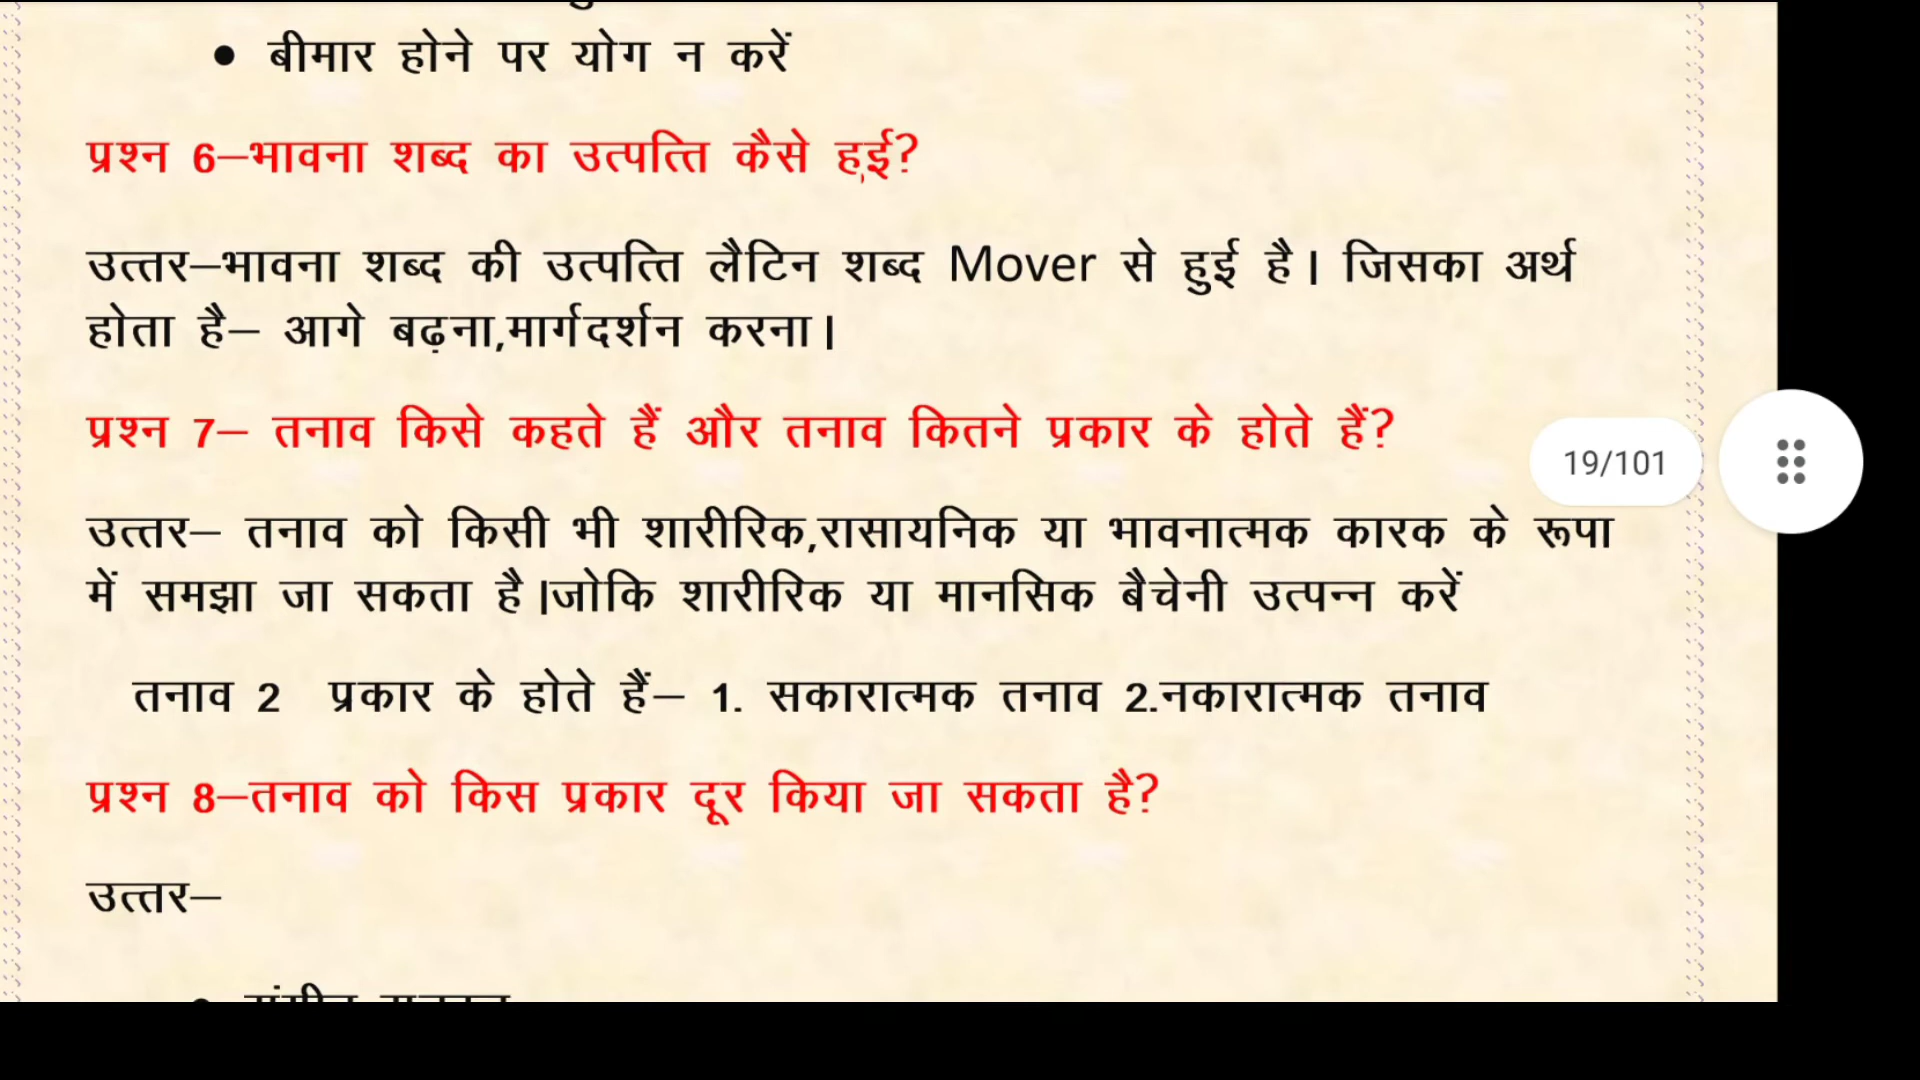 • बीमार होने पर योग न करें
प्रश्न 6–भावना शब्द का उत्पत्ति कैसे हुई?
उत्तर–भावना शब्द की उत्पत्ति लैटिन शब्द Mover से हुई है। जिसका अर्थ
होता है– आगे बढ़ना,मार्गदर्शन करना।
प्रश्न 7– तनाव किसे कहते हैं और तनाव कितने प्रकार के होते हैं?
19/101
उत्तर– तनाव को किसी भी शारीरिक,रासायनिक या भावनात्मक कारक के रूपा
में समझा जा सकता है।जोकि शारीरिक या मानसिक बैचेनी उत्पन्न करें
तनाव 2 प्रकार के होते हैं– 1. सकारात्मक तनाव 2.नकारात्मक तनाव
प्रश्न 8–तनाव को किस प्रकार दूर किया जा सकता है?
उत्तर–